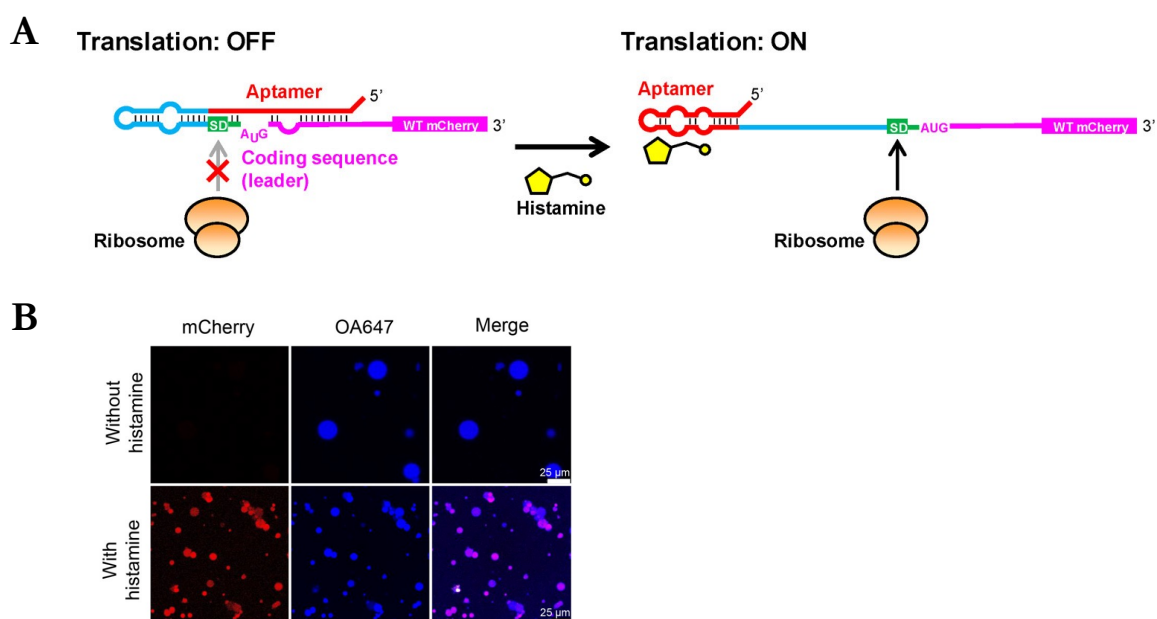 A
Translation: OFF
Aptamer
5’
SD
AUG
WT mCherry
3’
Coding sequence
(leader)
Ribosome
Histamine
Translation: ON
Aptamer
5’
SD
AUG
WT mCherry
3’
Ribosome
B
mCherry
OA647
Merge
Without
histamine
25 µm
With
histamine
25 µm